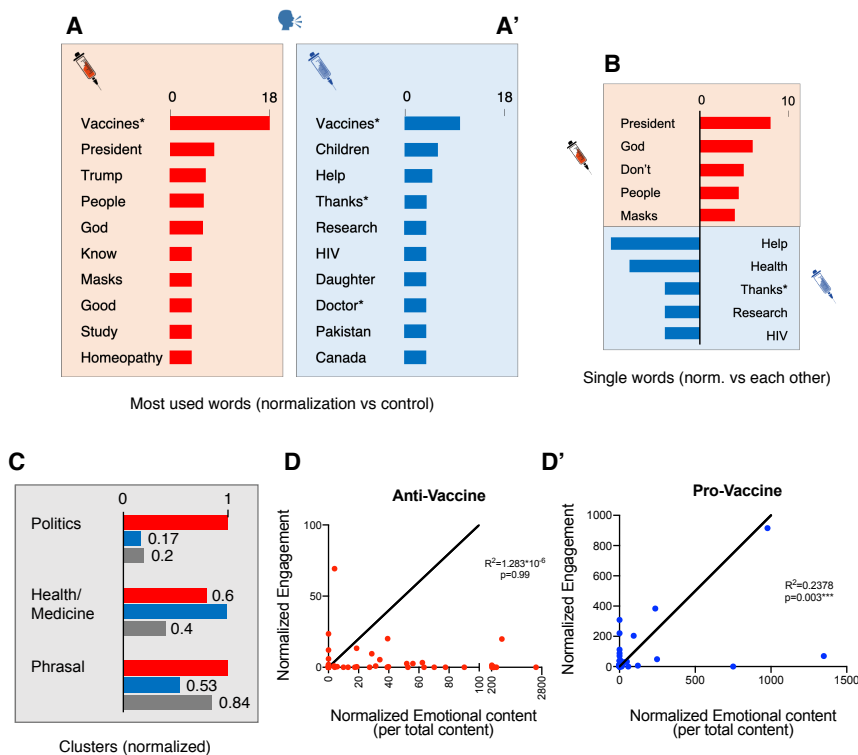 A
A'
0
18
Vaccines*
President
Trump
People
God
Know
Masks
Good
Study
Homeopathy
0
18
Vaccines*
Children
Help
Thanks*
Research
HIV
Daughter
Doctor*
Pakistan
Canada
Most used words (normalization vs control)
B
0
10
President
God
Don't
People
Masks
Help
Health
Thanks*
Research
HIV
Single words (norm. vs each other)
C
0
1
Politics
0.17
0.2
Health/
Medicine
0.6
0.4
Phrasal
0.53
0.84
Clusters (normalized)
D
Anti-Vaccine
Normalized Engagement
100
50
0
R²=1.283*10⁻⁶
p=0.99
0
20
40
60
80
100
200
2800
Normalized Emotional content
(per total content)
D'
Pro-Vaccine
Normalized Engagement
1000
800
600
400
200
0
R²=0.2378
p=0.003***
0
500
1000
1500
Normalized Emotional content
(per total content)